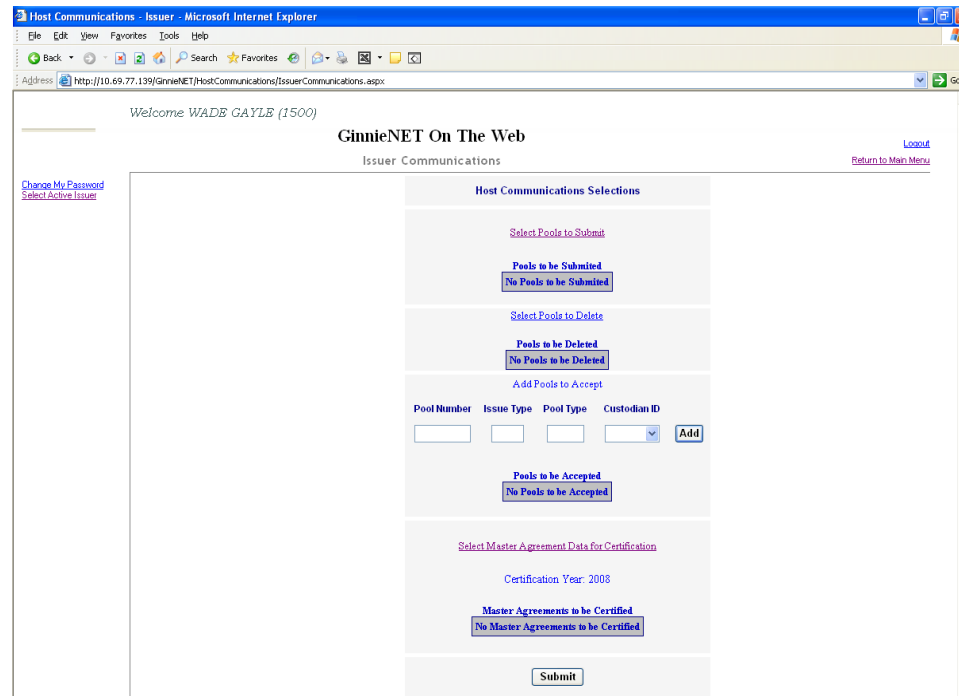 Host Communications - Issuer - Microsoft Internet Explorer
File Edit View Favorites Tools Help
Back Search Favorites
Address http://10.69.77.139/GinnieNET/HostCommunications/IssuerCommunications.aspx Go
Welcome WADE GAYLE (1500)
GinnieNET On The Web
Logout
Issuer Communications
Return to Main Menu
Change My Password
Select Active Issuer
Host Communications Selections
Select Pools to Submit
Pools to be Submited
No Pools to be Submited
Select Pools to Delete
Pools to be Deleted
No Pools to be Deleted
Add Pools to Accept
Pool Number Issue Type Pool Type Custodian ID
Add
Pools to be Accepted
No Pools to be Accepted
Select Master Agreement Data for Certification
Certification Year: 2008
Master Agreements to be Certified
No Master Agreements to be Certified
Submit